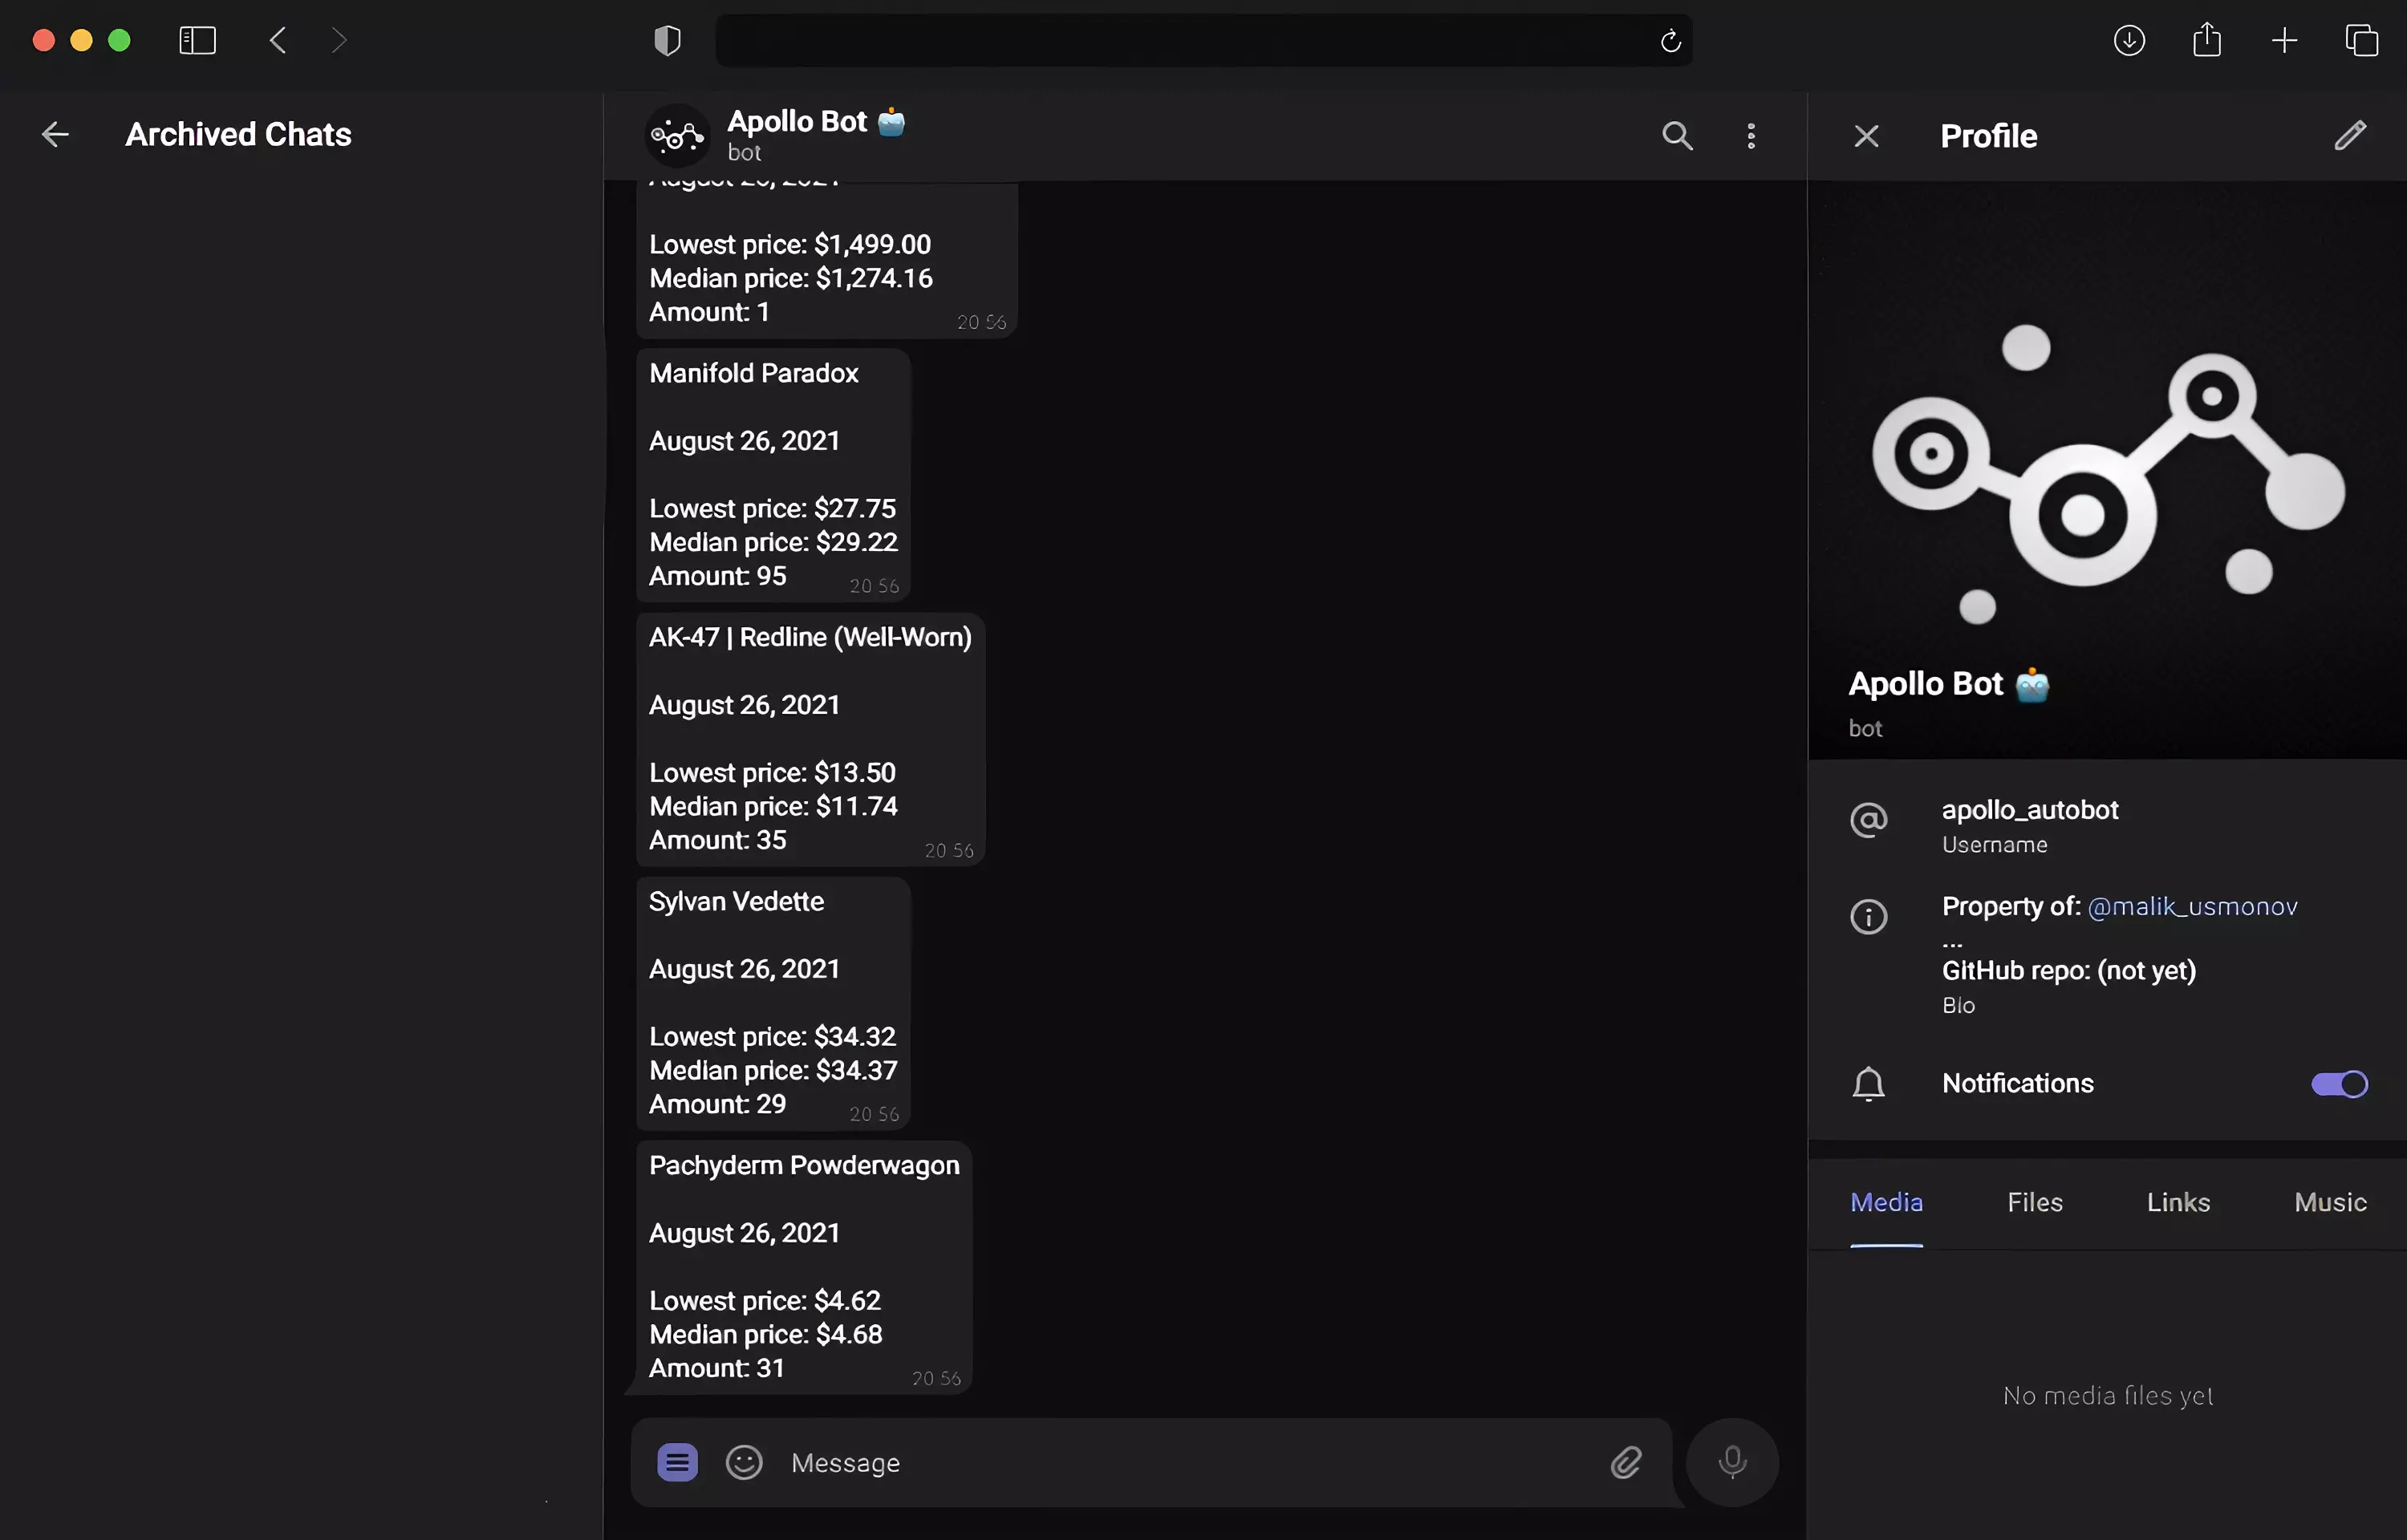 Archived Chats
Apollo Bot
bot
August 26, 2021
Lowest price: $1,499.00
Median price: $1,274.16
Amount: 1
20 56
Manifold Paradox
August 26, 2021
Lowest price: $27.75
Median price: $29.22
Amount: 95
20 56
AK-47 | Redline (Well-Worn)
August 26, 2021
Lowest price: $13.50
Median price: $11.74
Amount: 35
20 56
Sylvan Vedette
August 26, 2021
Lowest price: $34.32
Median price: $34.37
Amount: 29
20 56
Pachyderm Powderwagon
August 26, 2021
Lowest price: $4.62
Median price: $4.68
Amount: 31
20 56
Message
Profile
Apollo Bot
bot
apollo_autobot
Username
Property of: @malik_usmonov
...
GitHub repo: (not yet)
Bio
Notifications
Media Files Links Music
No media files yet